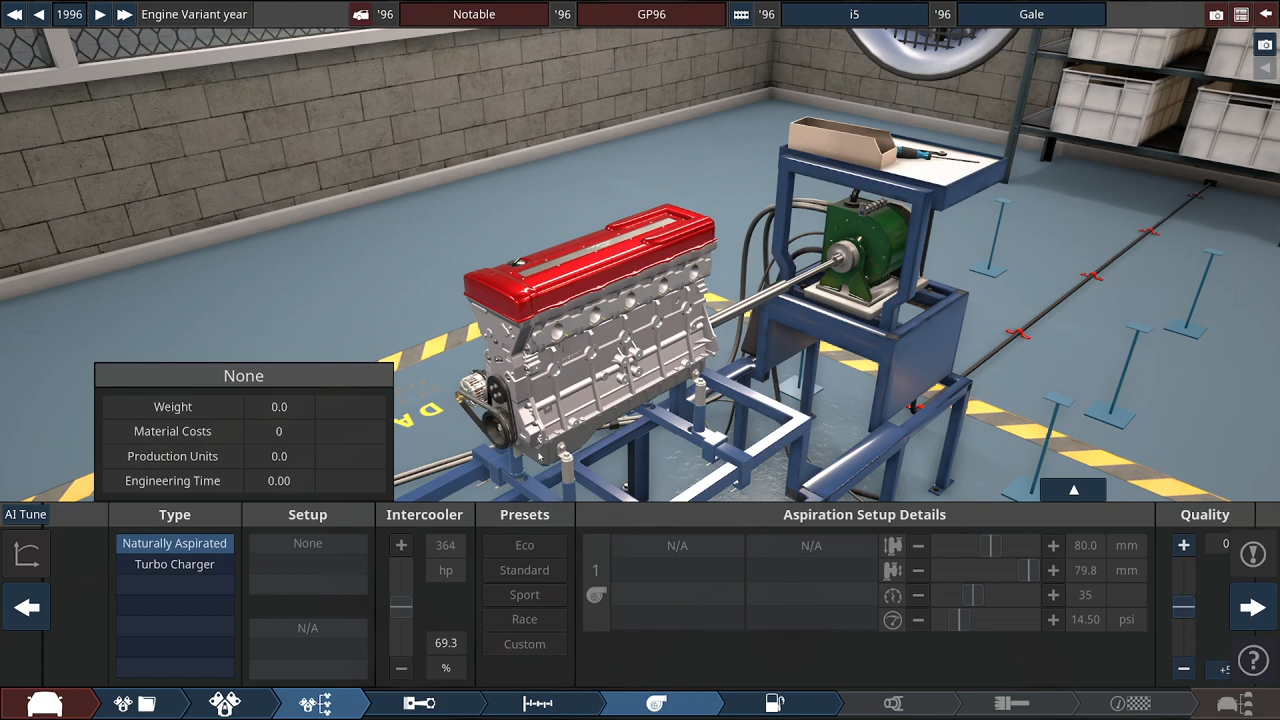 1996 Engine Variant year '96 Notable '96 GP96 '96 i5 '96 Gale
None
Weight 0.0
Material Costs 0
Production Units 0.0
Engineering Time 0.00
AI Tune Type Setup Intercooler Presets Aspiration Setup Details Quality
Naturally Aspirated None + 364 Eco N/A N/A − + 80.0 mm + 0
Turbo Charger hp Standard 1 − + 79.8 mm
Sport − + 35
N/A Race − + 14.50 psi
69.3 Custom
− % − +5